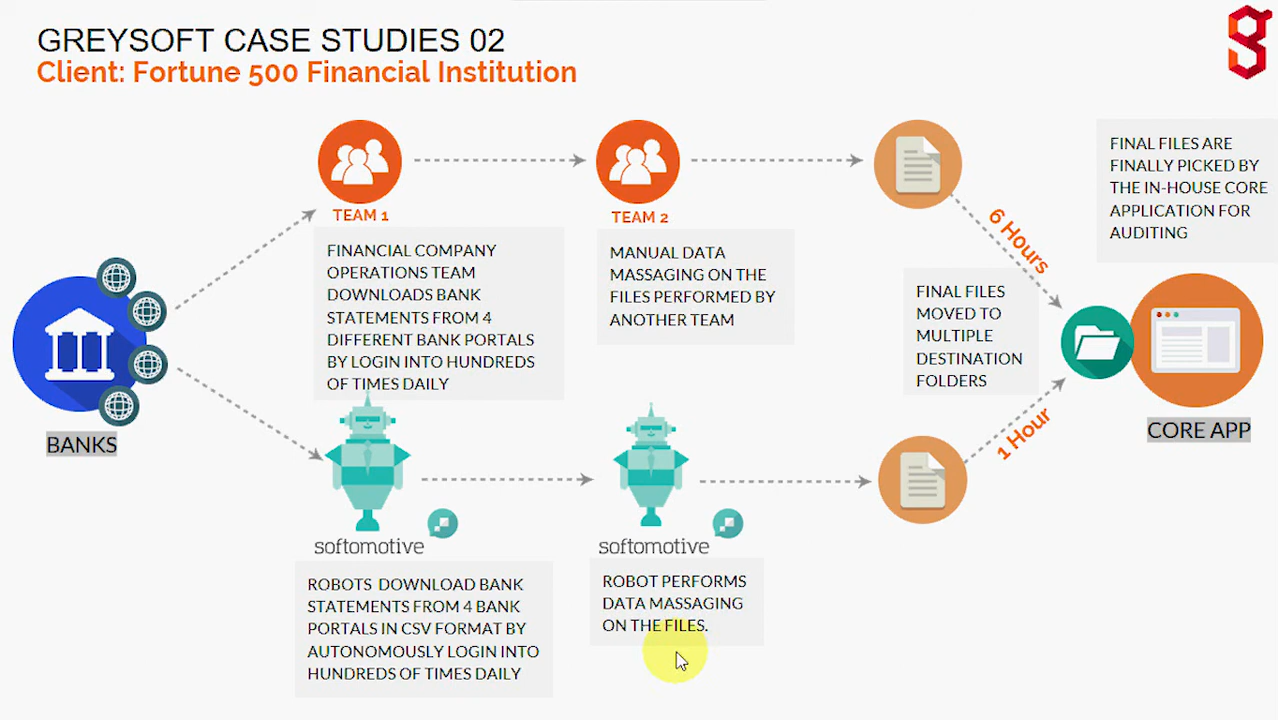 GREYSOFT CASE STUDIES 02
Client: Fortune 500 Financial Institution
TEAM 1
FINANCIAL COMPANY
OPERATIONS TEAM
DOWNLOADS BANK
STATEMENTS FROM 4
DIFFERENT BANK PORTALS
BY LOGIN INTO HUNDREDS
OF TIMES DAILY
TEAM 2
MANUAL DATA
MASSAGING ON THE
FILES PERFORMED BY
ANOTHER TEAM
6 Hours
FINAL FILES ARE
FINALLY PICKED BY
THE IN-HOUSE CORE
APPLICATION FOR
AUDITING
FINAL FILES
MOVED TO
MULTIPLE
DESTINATION
FOLDERS
BANKS
CORE APP
1 Hour
softomotive
ROBOTS DOWNLOAD BANK
STATEMENTS FROM 4 BANK
PORTALS IN CSV FORMAT BY
AUTONOMOUSLY LOGIN INTO
HUNDREDS OF TIMES DAILY
softomotive
ROBOT PERFORMS
DATA MASSAGING
ON THE FILES.